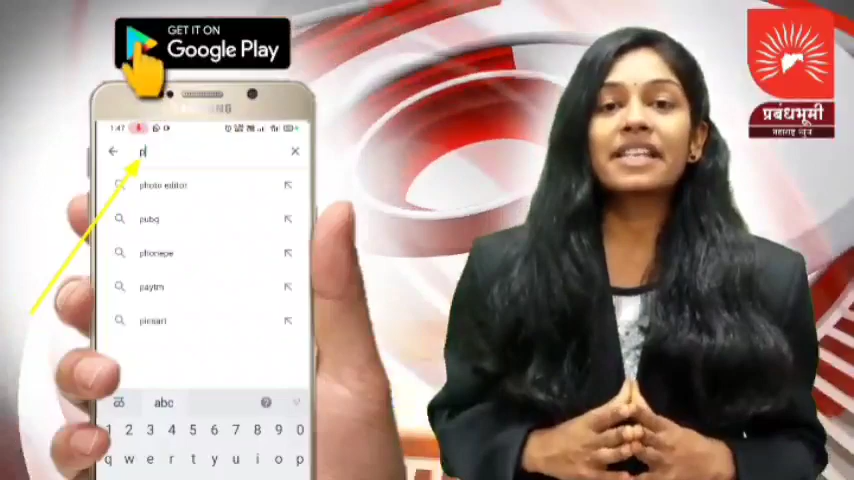 GET IT ON
Google Play
SAMSUNG
1:47
p
photo editor
pubg
phonepe
paytm
picsart
abc
1 2 3 4 5 6 7 8 9 0
q w e r t y u i o p
प्रबंधभूमी
महाराष्ट्र न्यूज